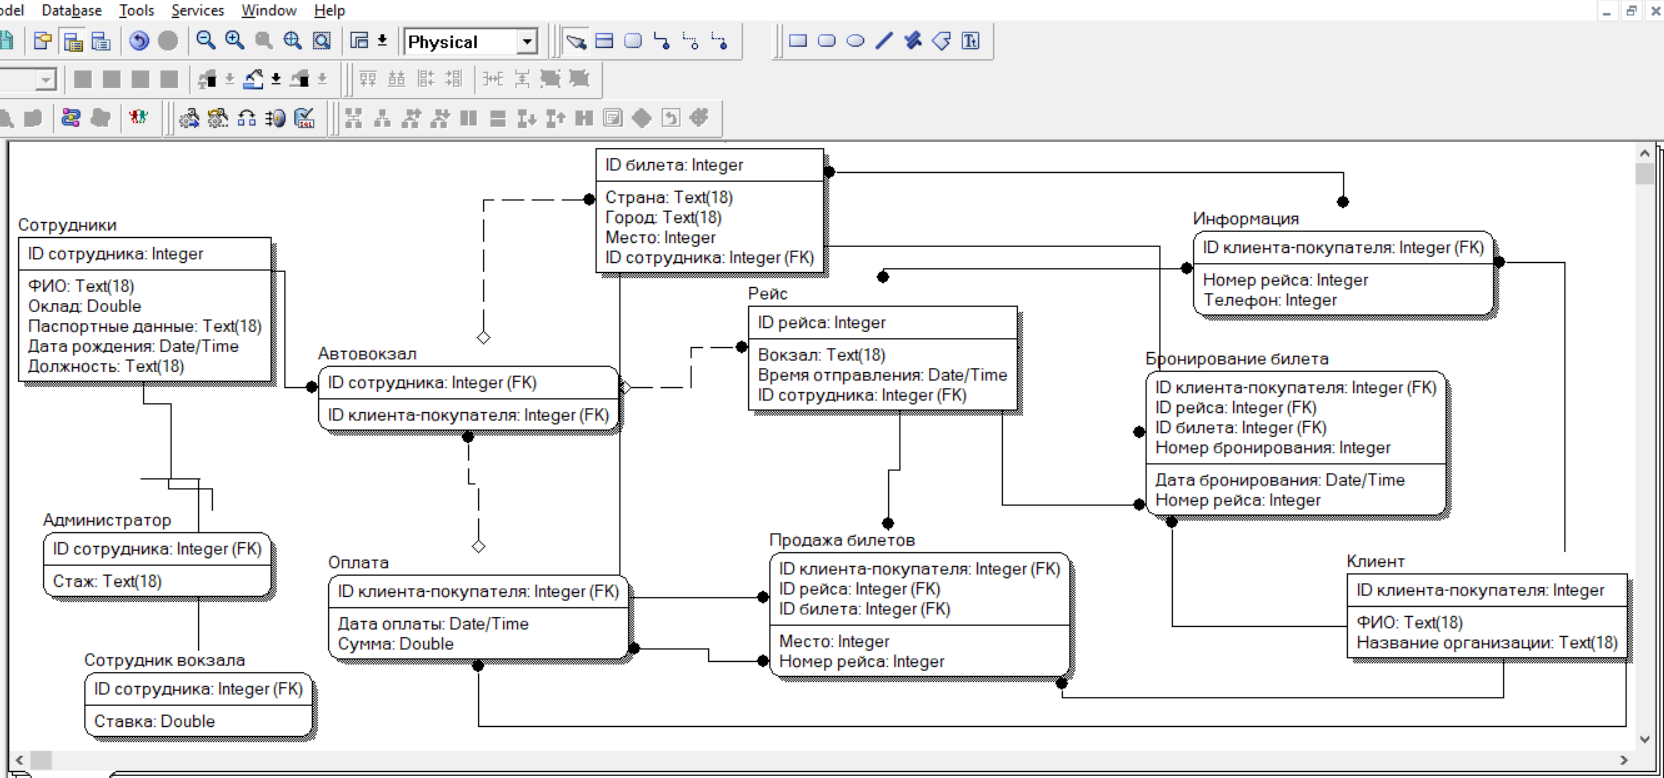 odel Database Tools Services Window Help
Physical
ID билета: Integer
Страна: Text(18)
Город: Text(18)
Место: Integer
ID сотрудника: Integer (FK)
Сотрудники
ID сотрудника: Integer
ФИО: Text(18)
Оклад: Double
Паспортные данные: Text(18)
Дата рождения: Date/Time
Должность: Text(18)
Информация
ID клиента-покупателя: Integer (FK)
Номер рейса: Integer
Телефон: Integer
Рейс
ID рейса: Integer
Вокзал: Text(18)
Время отправления: Date/Time
ID сотрудника: Integer (FK)
Автовокзал
ID сотрудника: Integer (FK)
ID клиента-покупателя: Integer (FK)
Бронирование билета
ID клиента-покупателя: Integer (FK)
ID рейса: Integer (FK)
ID билета: Integer (FK)
Номер бронирования: Integer
Дата бронирования: Date/Time
Номер рейса: Integer
Администратор
ID сотрудника: Integer (FK)
Стаж: Text(18)
Оплата
ID клиента-покупателя: Integer (FK)
Дата оплаты: Date/Time
Сумма: Double
Продажа билетов
ID клиента-покупателя: Integer (FK)
ID рейса: Integer (FK)
ID билета: Integer (FK)
Место: Integer
Номер рейса: Integer
Клиент
ID клиента-покупателя: Integer
ФИО: Text(18)
Название организации: Text(18)
Сотрудник вокзала
ID сотрудника: Integer (FK)
Ставка: Double